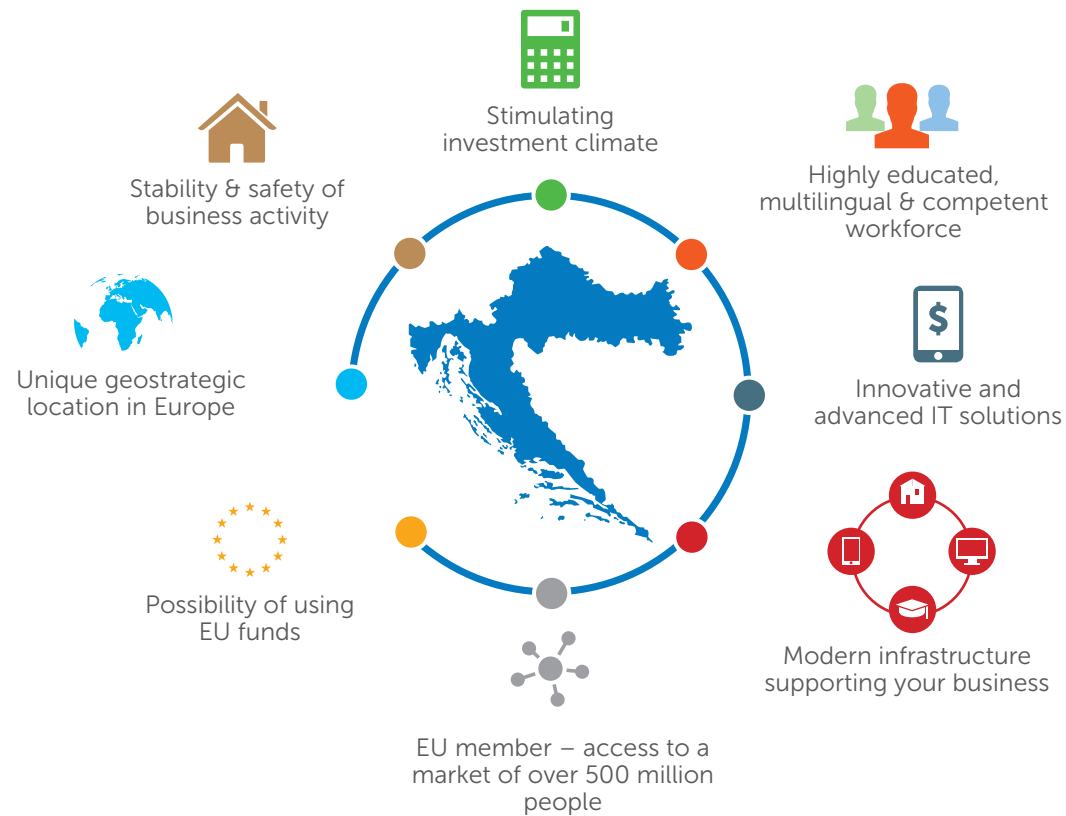 Stimulating
investment climate
Stability & safety of
business activity
Highly educated,
multilingual & competent
workforce
Unique geostrategic
location in Europe
$
Innovative and
advanced IT solutions
Possibility of using
EU funds
Modern infrastructure
supporting your business
EU member – access to a
market of over 500 million
people